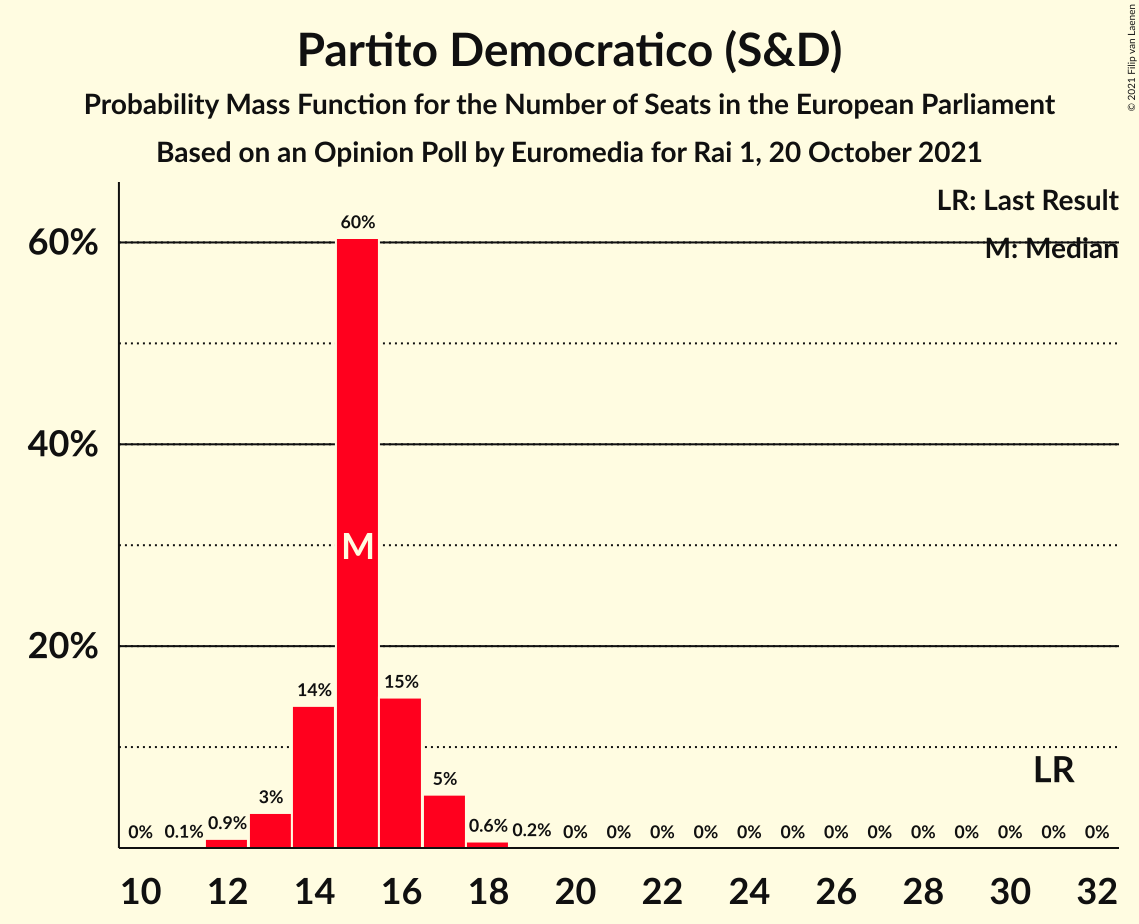 Partito Democratico (S&D)
Probability Mass Function for the Number of Seats in the European Parliament
Based on an Opinion Poll by Euromedia for Rai 1, 20 October 2021
© 2021 Filip van Laenen
LR: Last Result
M: Median
60%
40%
20%
0% 0.1% 0.9% 3% 14% 60% 15% 5% 0.6% 0.2% 0% 0% 0% 0% 0% 0% 0% 0% 0% 0% 0% 0% 0%
M
LR
10 12 14 16 18 20 22 24 26 28 30 32